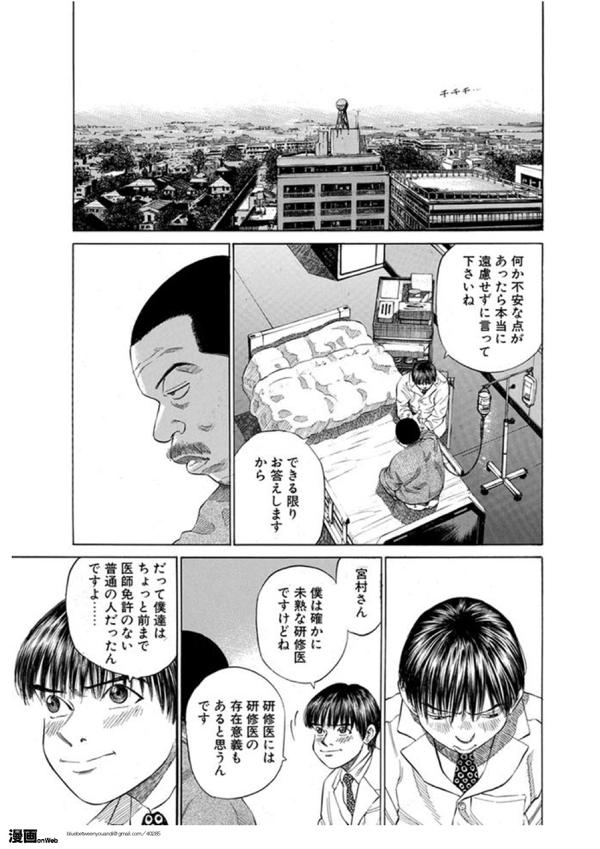 チチチ…
何か不安な点が
あったら本当に
遠慮せずに言って
下さいね
できる限り
お答えします
から
宮村さん
僕は確かに
未熟な研修医
ですけどね
研修医には
研修医の
存在意義も
あると思うん
です
だって僕達は
ちょっと前まで
医師免許のない
普通の人だったん
ですよ……
漫画 on Web
bluebetweenyouandi@gmail.com／40285